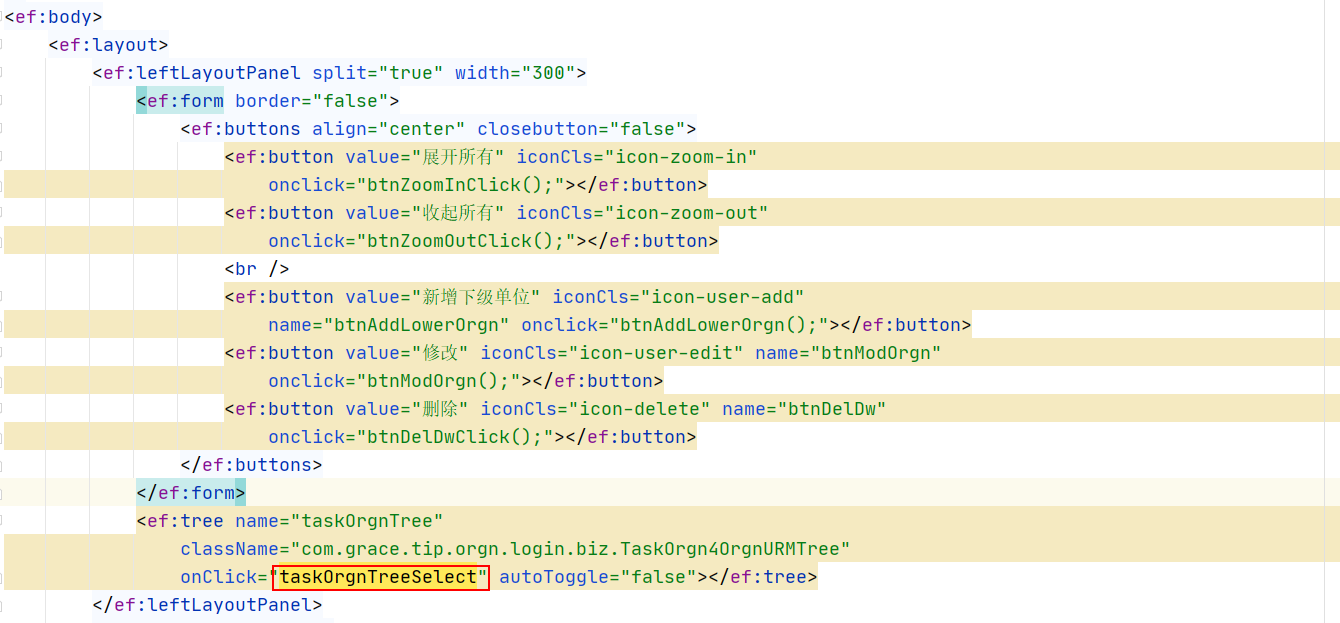 <ef:body>
<ef:layout>
<ef:leftLayoutPanel split="true" width="300">
<ef:form border="false">
<ef:buttons align="center" closebutton="false">
<ef:button value="展开所有" iconCls="icon-zoom-in"
onclick="btnZoomInClick();"></ef:button>
<ef:button value="收起所有" iconCls="icon-zoom-out"
onclick="btnZoomOutClick();"></ef:button>
<br />
<ef:button value="新增下级单位" iconCls="icon-user-add"
name="btnAddLowerOrgn" onclick="btnAddLowerOrgn();"></ef:button>
<ef:button value="修改" iconCls="icon-user-edit" name="btnModOrgn"
onclick="btnModOrgn();"></ef:button>
<ef:button value="删除" iconCls="icon-delete" name="btnDelDw"
onclick="btnDelDwClick();"></ef:button>
</ef:buttons>
</ef:form>
<ef:tree name="taskOrgnTree"
className="com.grace.tip.orgn.login.biz.TaskOrgn4OrgnURMTree"
onClick="taskOrgnTreeSelect" autoToggle="false"></ef:tree>
</ef:leftLayoutPanel>